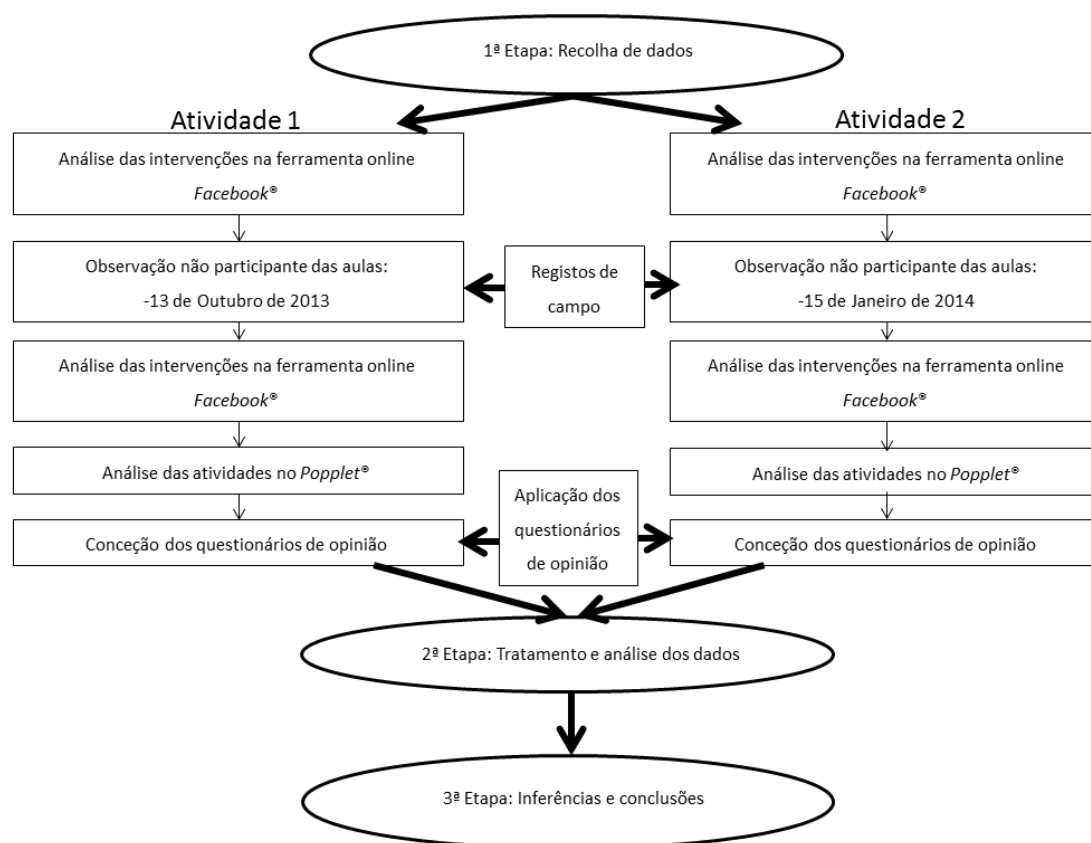 1ª Etapa: Recolha de dados
Atividade 1
Análise das intervenções na ferramenta online
Facebook®
Observação não participante das aulas:
-13 de Outubro de 2013
Análise das intervenções na ferramenta online
Facebook®
Análise das atividades no Popplet®
Conceção dos questionários de opinião
Registos de
campo
Aplicação dos
questionários
de opinião
Atividade 2
Análise das intervenções na ferramenta online
Facebook®
Observação não participante das aulas:
-15 de Janeiro de 2014
Análise das intervenções na ferramenta online
Facebook®
Análise das atividades no Popplet®
Conceção dos questionários de opinião
2ª Etapa: Tratamento e análise dos dados
3ª Etapa: Inferências e conclusões